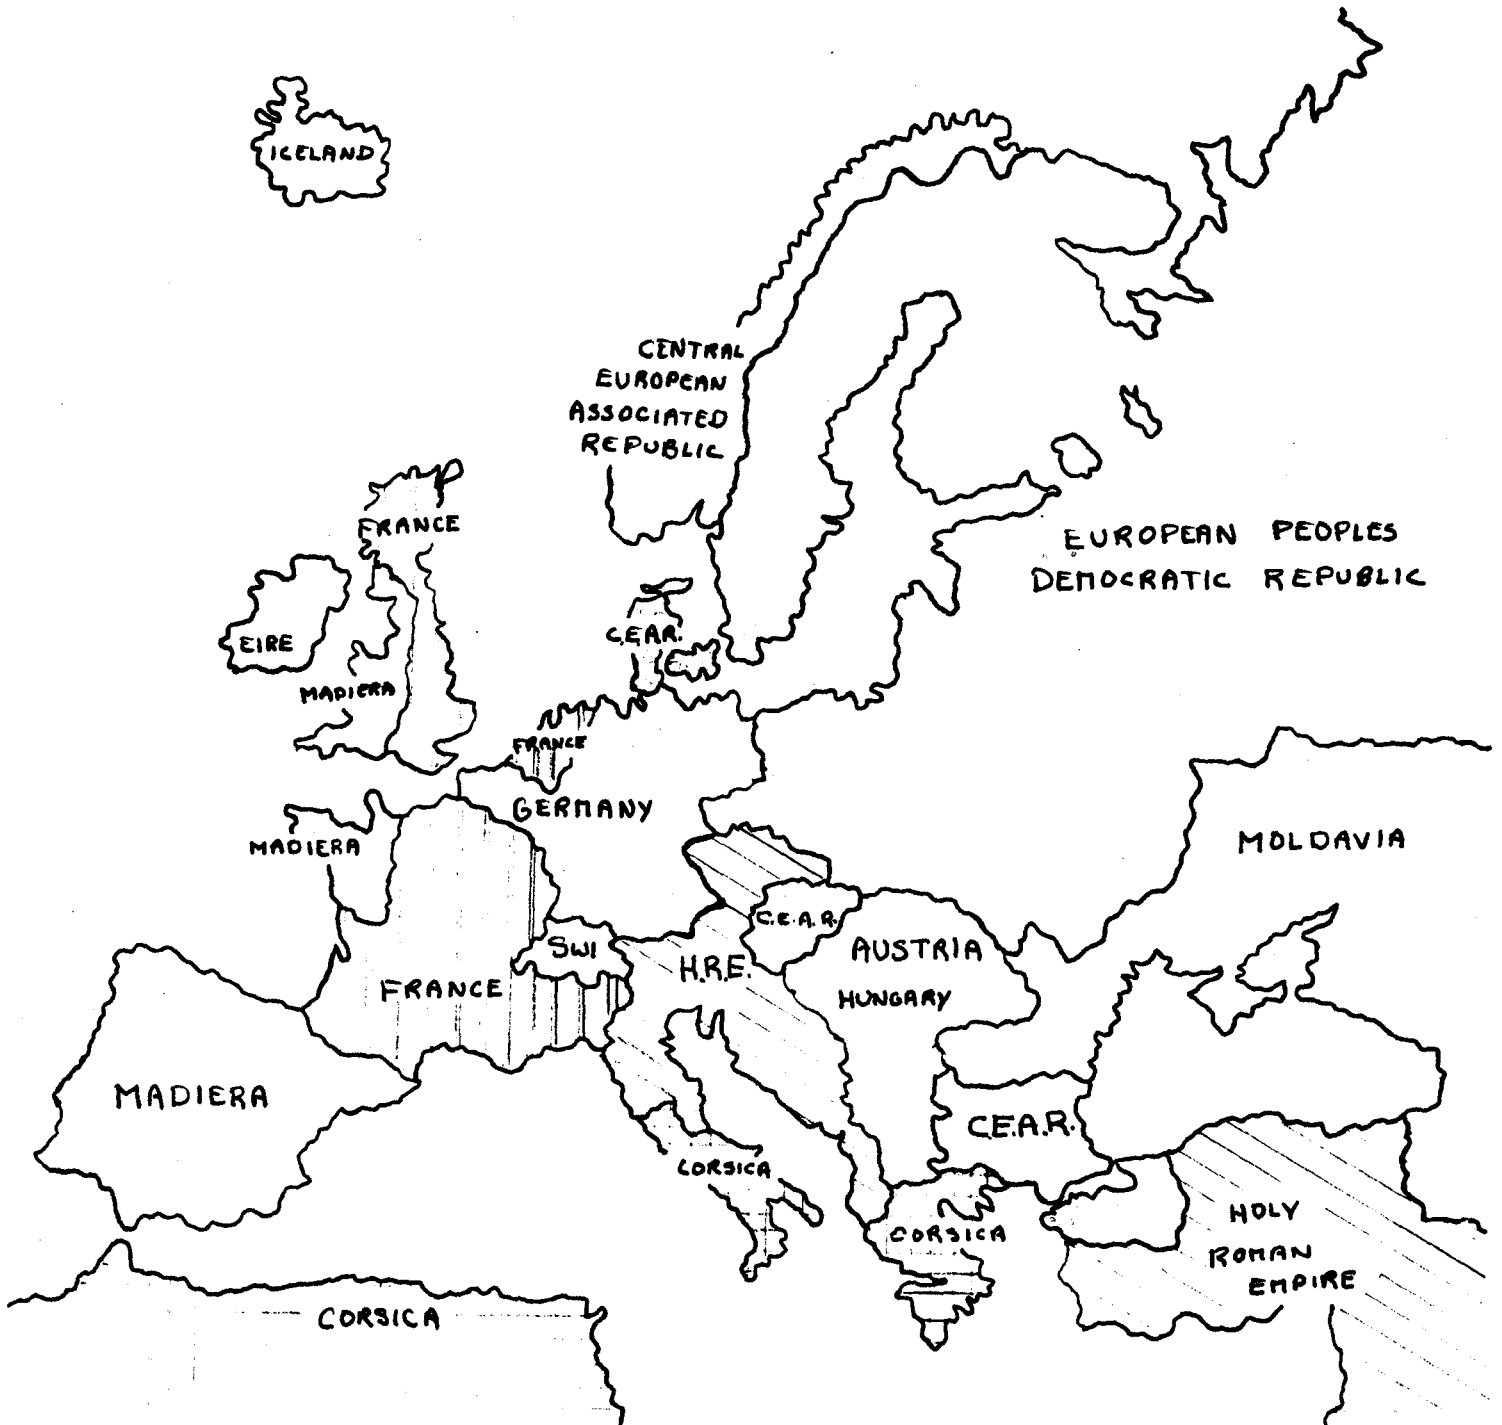 ICELAND
CENTRAL
EUROPEAN
ASSOCIATED
REPUBLIC
FRANCE
EUROPEAN PEOPLES
DEMOCRATIC REPUBLIC
EIRE
C.E.A.R.
MADIERA
FRANCE
GERMANY
MADIERA
MOLDAVIA
C.E.A.R.
SWI
AUSTRIA
HUNGARY
H.R.E.
FRANCE
MADIERA
C.E.A.R.
CORSICA
CORSICA
HOLY
ROMAN
EMPIRE
CORSICA